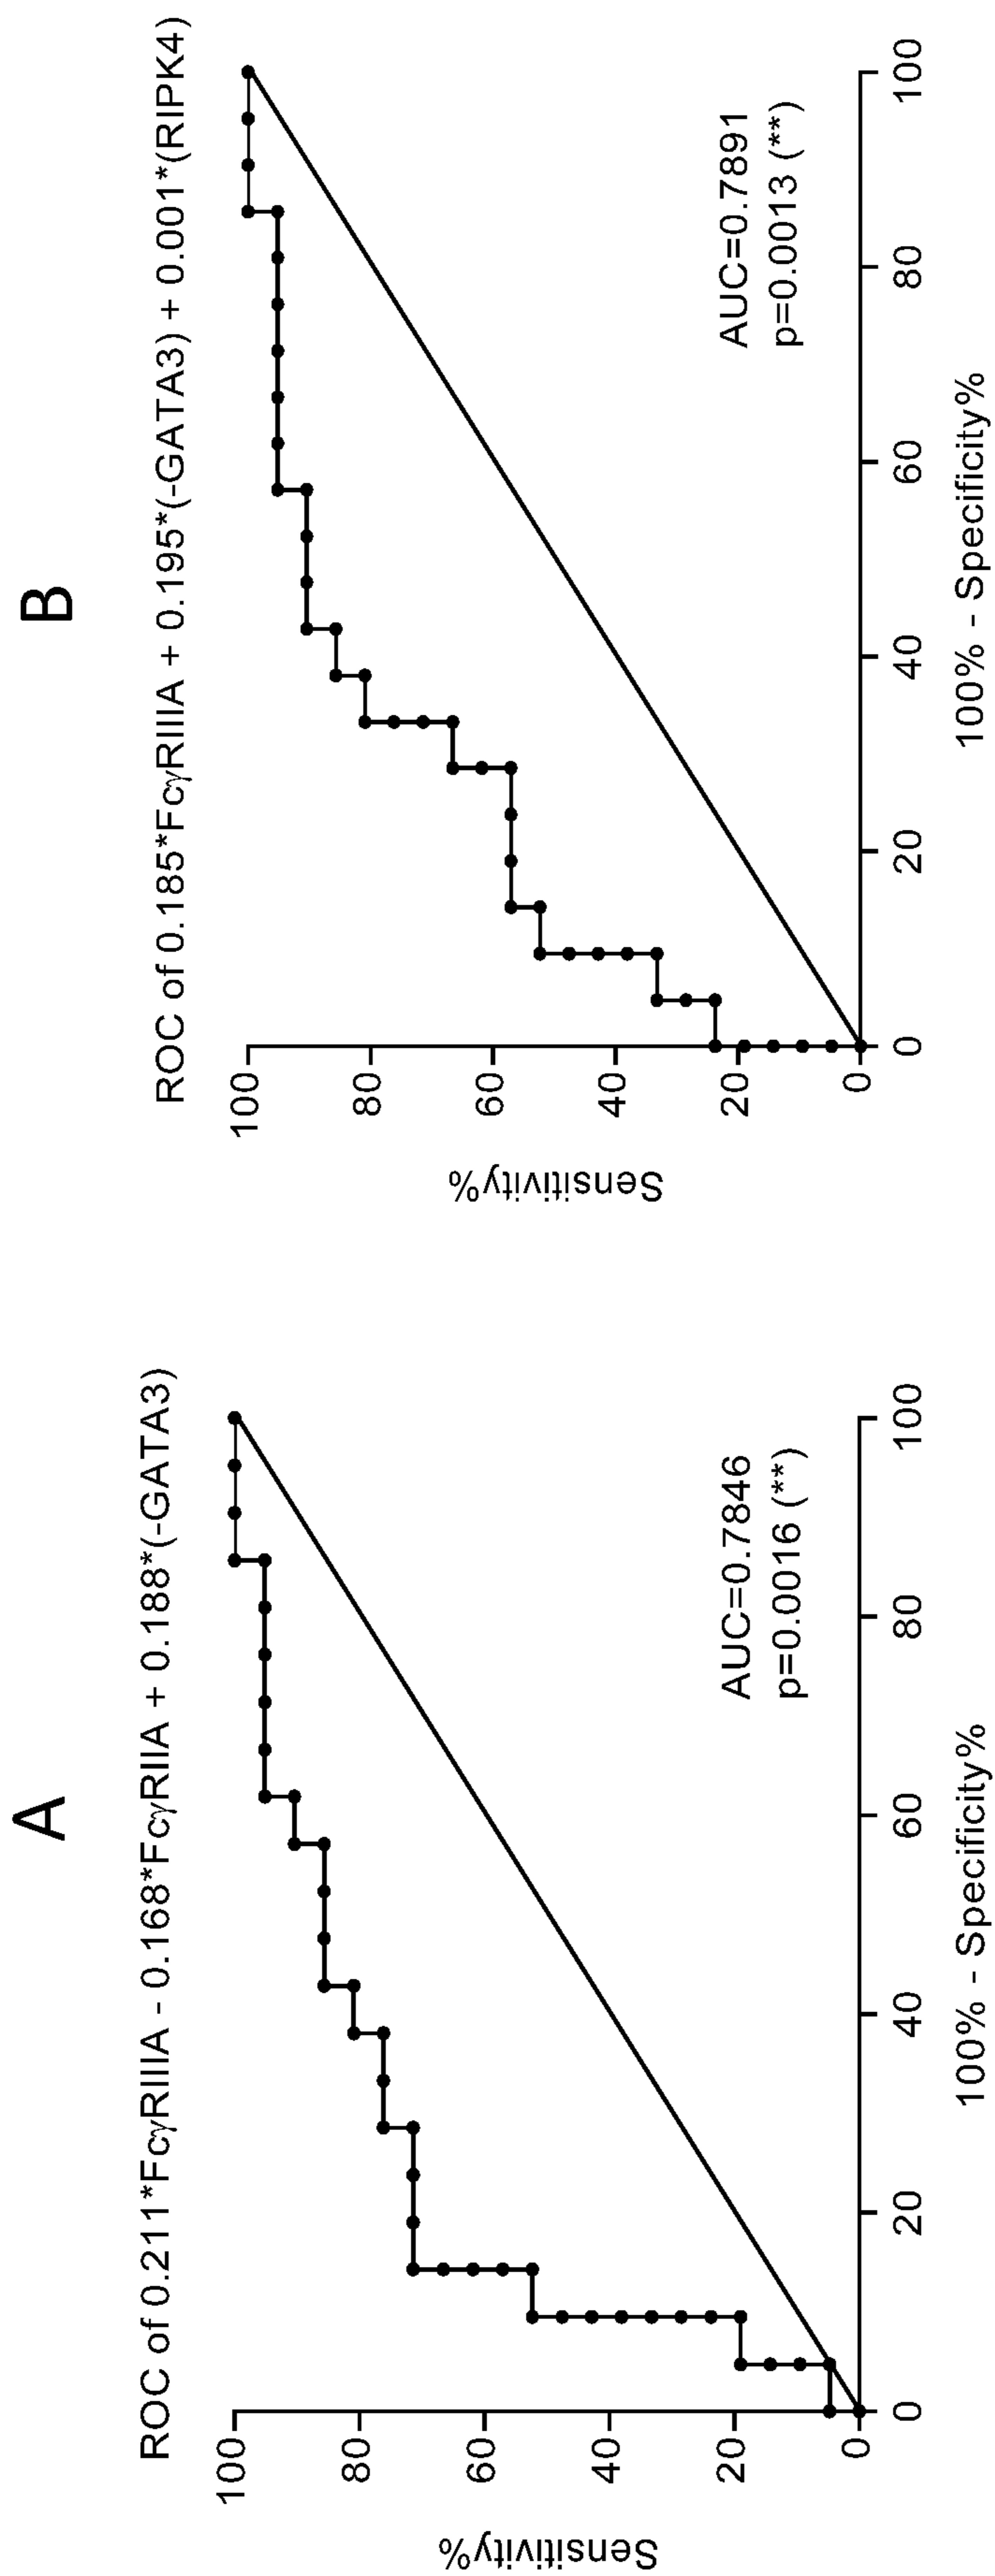 A
ROC of 0.211*FcγRIIIA - 0.168*FcγRIIA + 0.188*(-GATA3)
Sensitivity%
100
80
60
40
20
0
0
20
40
60
80
100
100% - Specificity%
AUC=0.7846
p=0.0016 (**)
B
ROC of 0.185*FcγRIIIA + 0.195*(-GATA3) + 0.001*(RIPK4)
Sensitivity%
100
80
60
40
20
0
0
20
40
60
80
100
100% - Specificity%
AUC=0.7891
p=0.0013 (**)